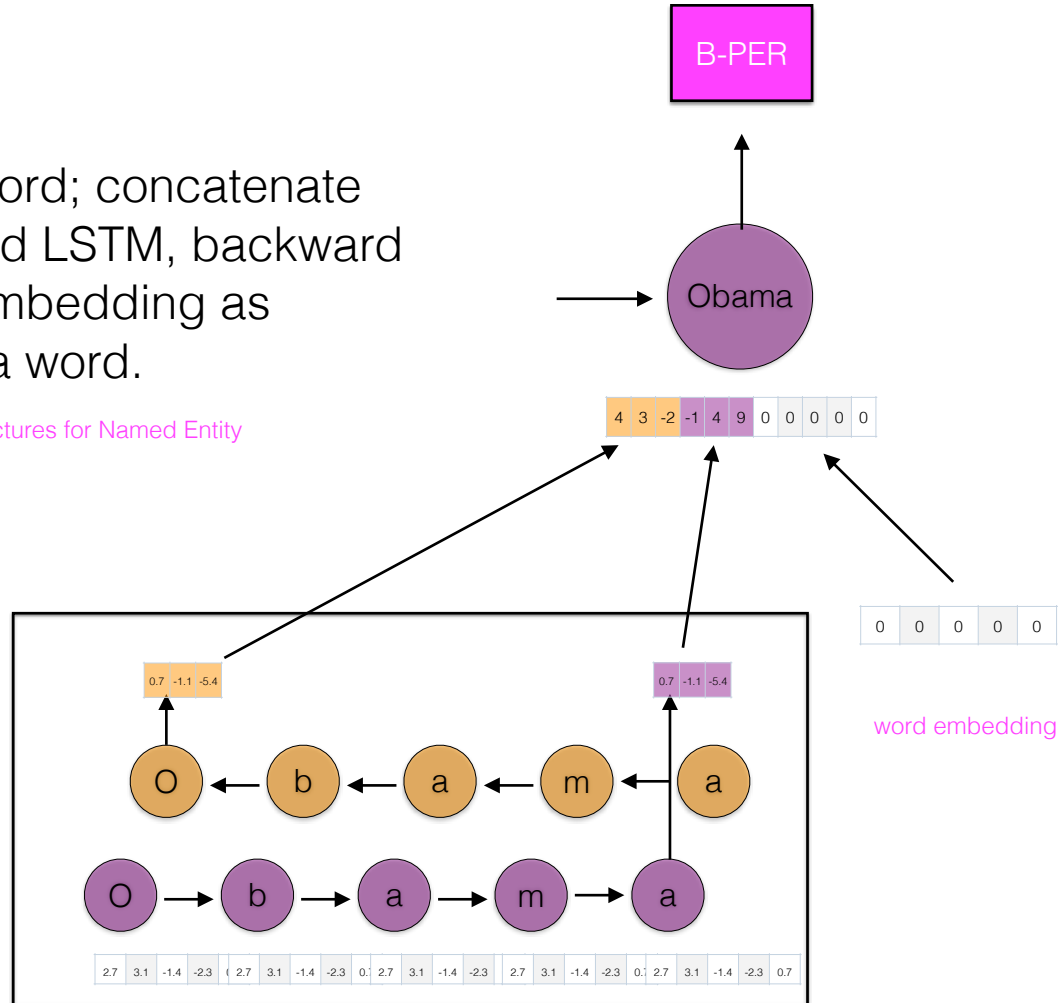 B-PER
ord; concatenate
d LSTM, backward
mbedding as
a word.
Obama
4 3 -2 -1 4 9 0 0 0 0 0
ctures for Named Entity
0 0 0 0 0
0.7 -1.1 -5.4
0.7 -1.1 -5.4
word embedding
O b a m a
O b a m a
2.7 3.1 -1.4 -2.3 2.7 3.1 -1.4 -2.3 0.7 2.7 3.1 -1.4 -2.3 2.7 3.1 -1.4 -2.3 0.7 2.7 3.1 -1.4 -2.3 0.7